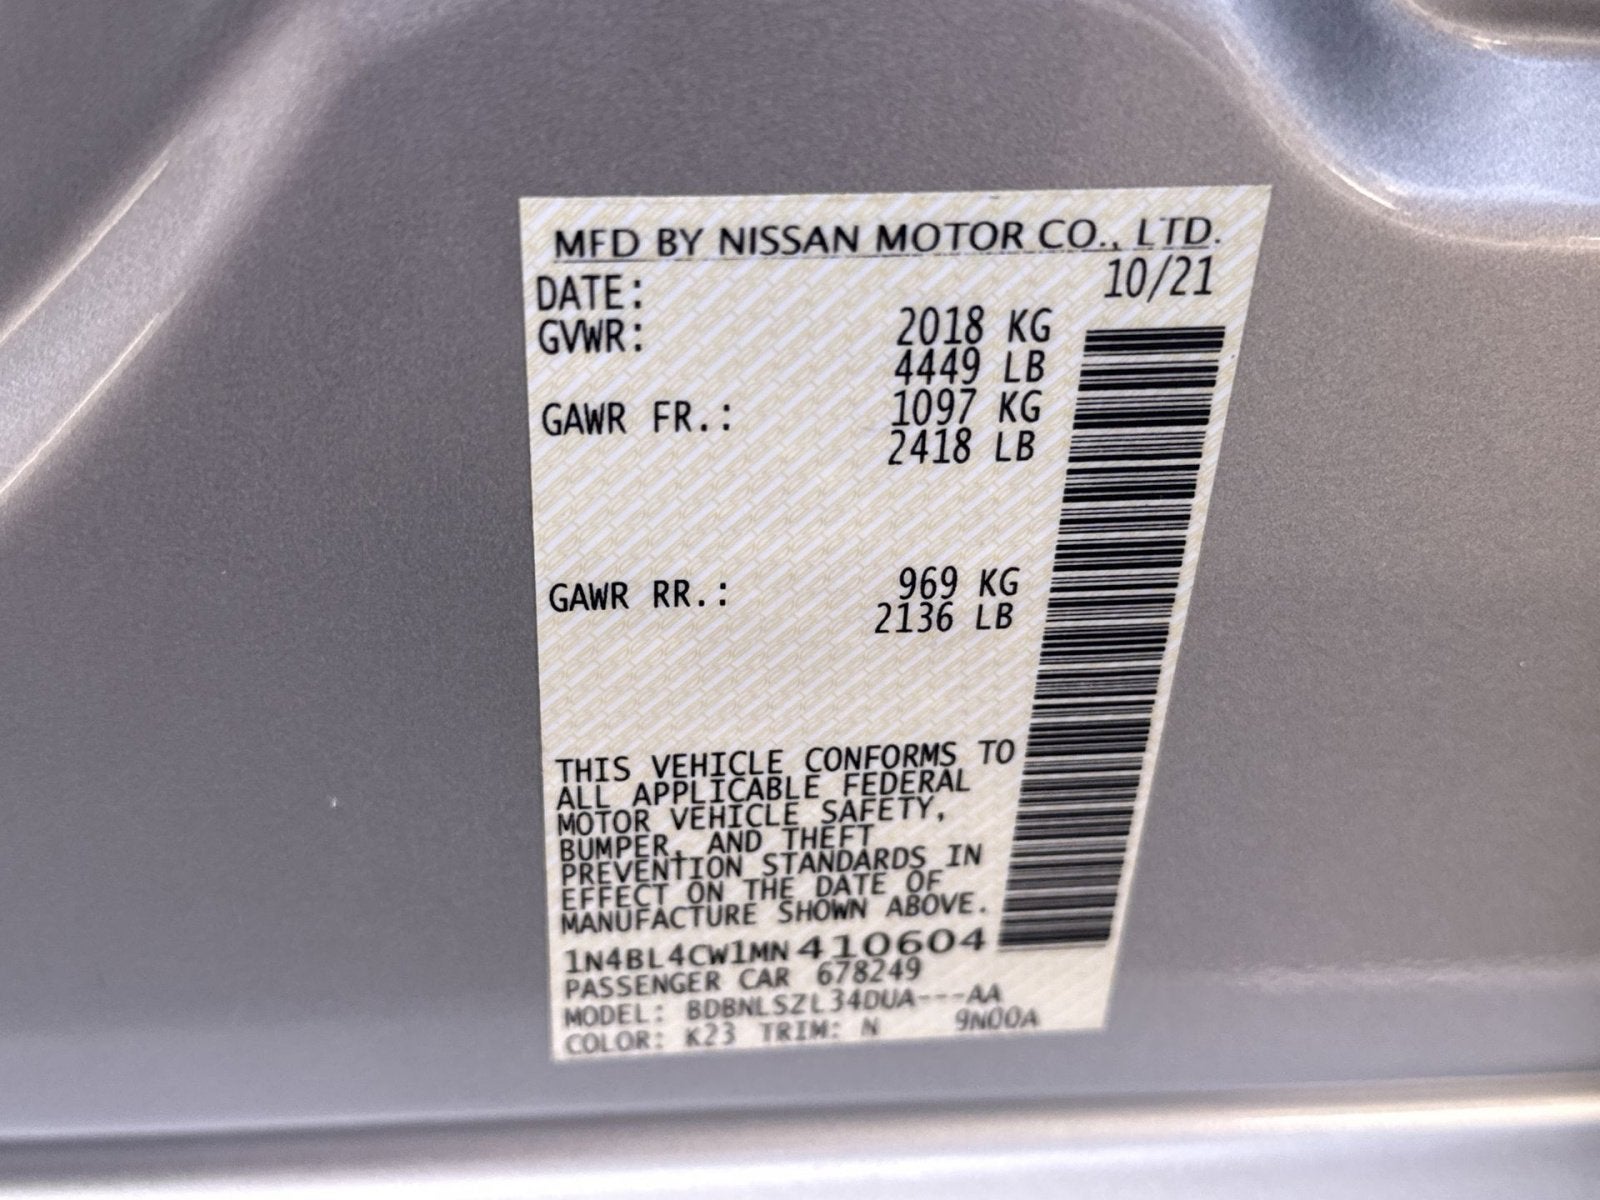 MFD BY NISSAN MOTOR CO., LTD.
DATE: 10/21
GVWR: 2018 KG
4449 LB
GAWR FR.: 1097 KG
2418 LB
GAWR RR.: 969 KG
2136 LB
THIS VEHICLE CONFORMS TO
ALL APPLICABLE FEDERAL
MOTOR VEHICLE SAFETY,
BUMPER, AND THEFT
PREVENTION STANDARDS IN
EFFECT ON THE DATE OF
MANUFACTURE SHOWN ABOVE.
1N4BL4CW1MN410604
PASSENGER CAR 678249
MODEL: BDBNLSZL34DUA---AA
COLOR: K23 TRIM: N 9N00A